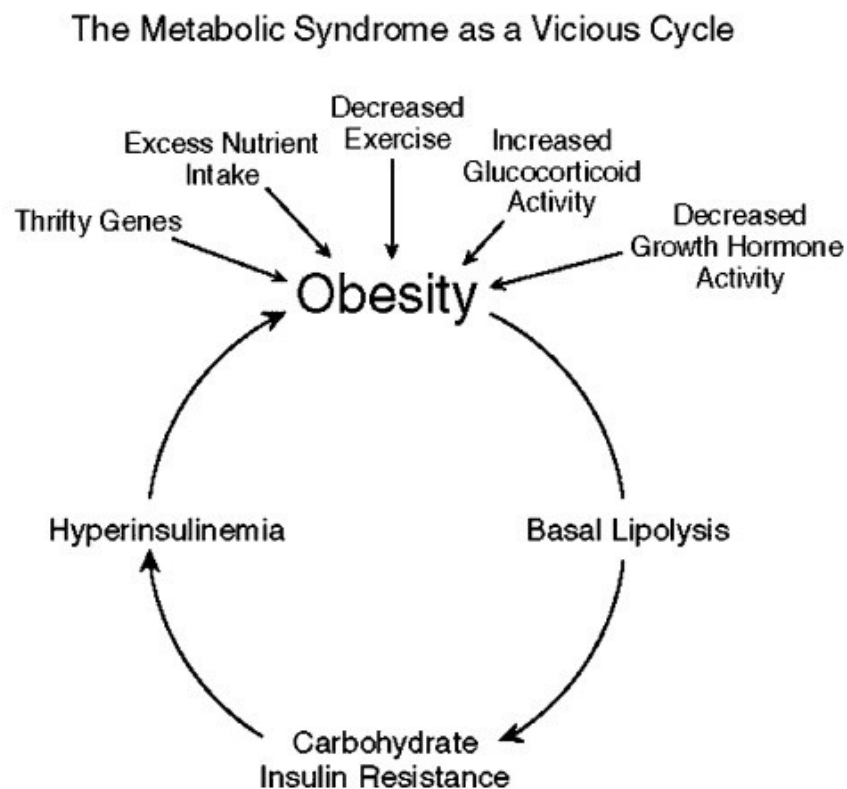 The Metabolic Syndrome as a Vicious Cycle
Thrifty Genes
Excess Nutrient
Intake
Decreased
Exercise
Increased
Glucocorticoid
Activity
Decreased
Growth Hormone
Activity
Obesity
Basal Lipolysis
Carbohydrate
Insulin Resistance
Hyperinsulinemia